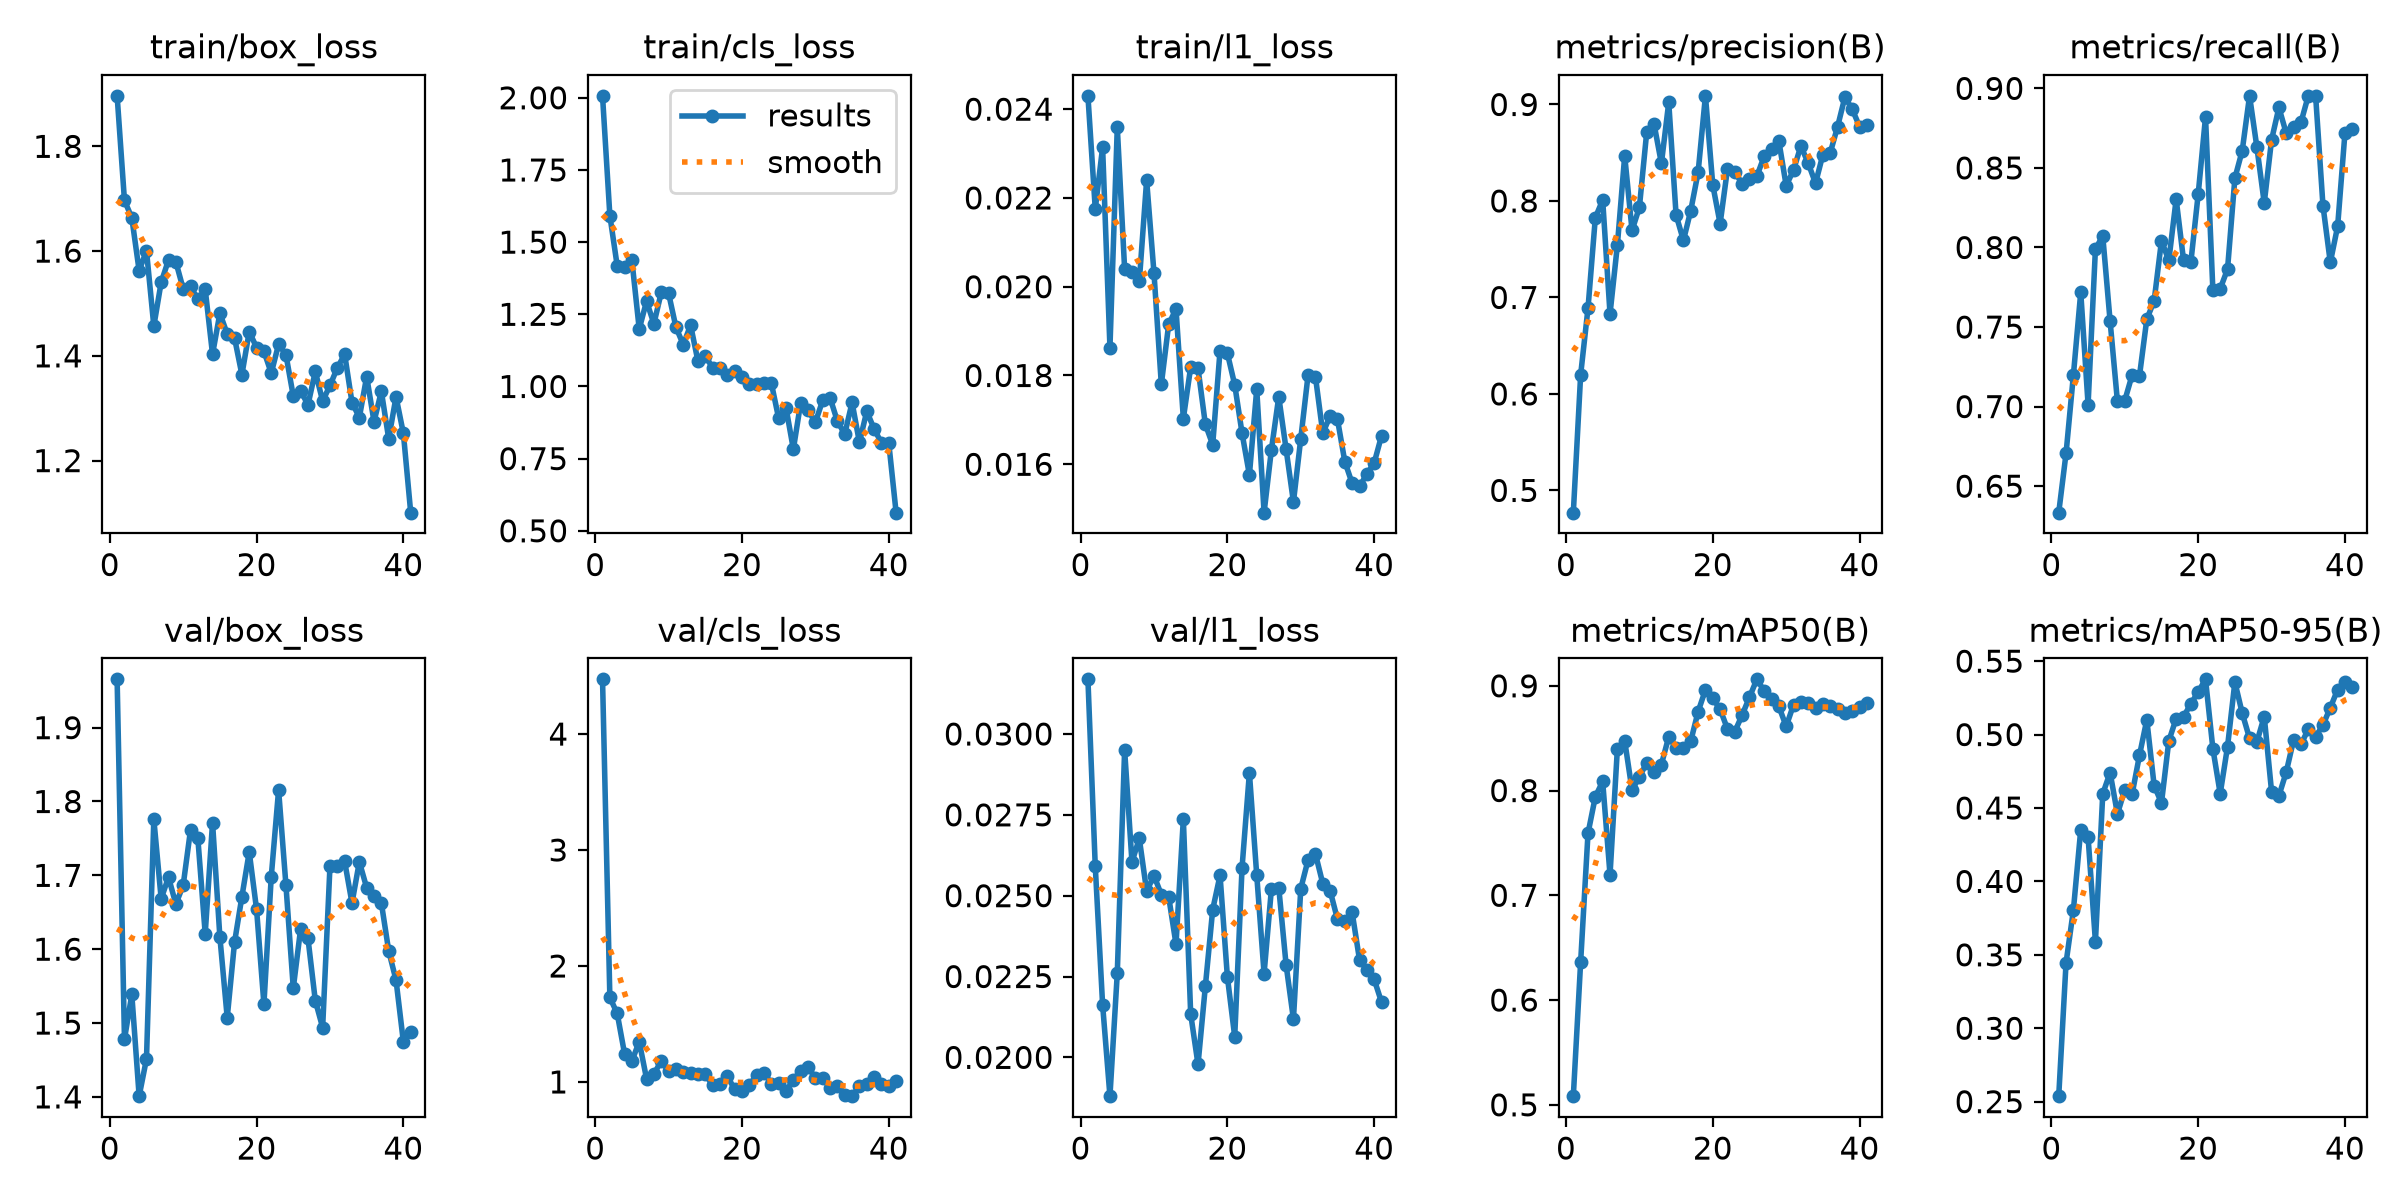 train/box_loss
train/cls_loss
train/l1_loss
metrics/precision(B)
metrics/recall(B)
1.8
1.6
1.4
1.2
0 20 40
2.00
1.75
1.50
1.25
1.00
0.75
0.50
results
smooth
0 20 40
0.024
0.022
0.020
0.018
0.016
0 20 40
0.9
0.8
0.7
0.6
0.5
0 20 40
0.90
0.85
0.80
0.75
0.70
0.65
0 20 40
val/box_loss
val/cls_loss
val/l1_loss
metrics/mAP50(B)
metrics/mAP50-95(B)
1.9
1.8
1.7
1.6
1.5
1.4
0 20 40
4
3
2
1
0 20 40
0.0300
0.0275
0.0250
0.0225
0.0200
0 20 40
0.9
0.8
0.7
0.6
0.5
0 20 40
0.55
0.50
0.45
0.40
0.35
0.30
0.25
0 20 40